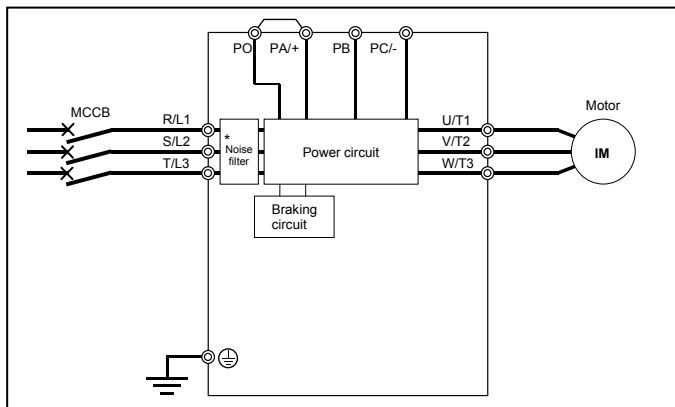 PO PA/+ PB PC/-
MCCB
R/L1
S/L2
T/L3
*
Noise
filter
Power circuit
Braking
circuit
U/T1
V/T2
W/T3
Motor
IM